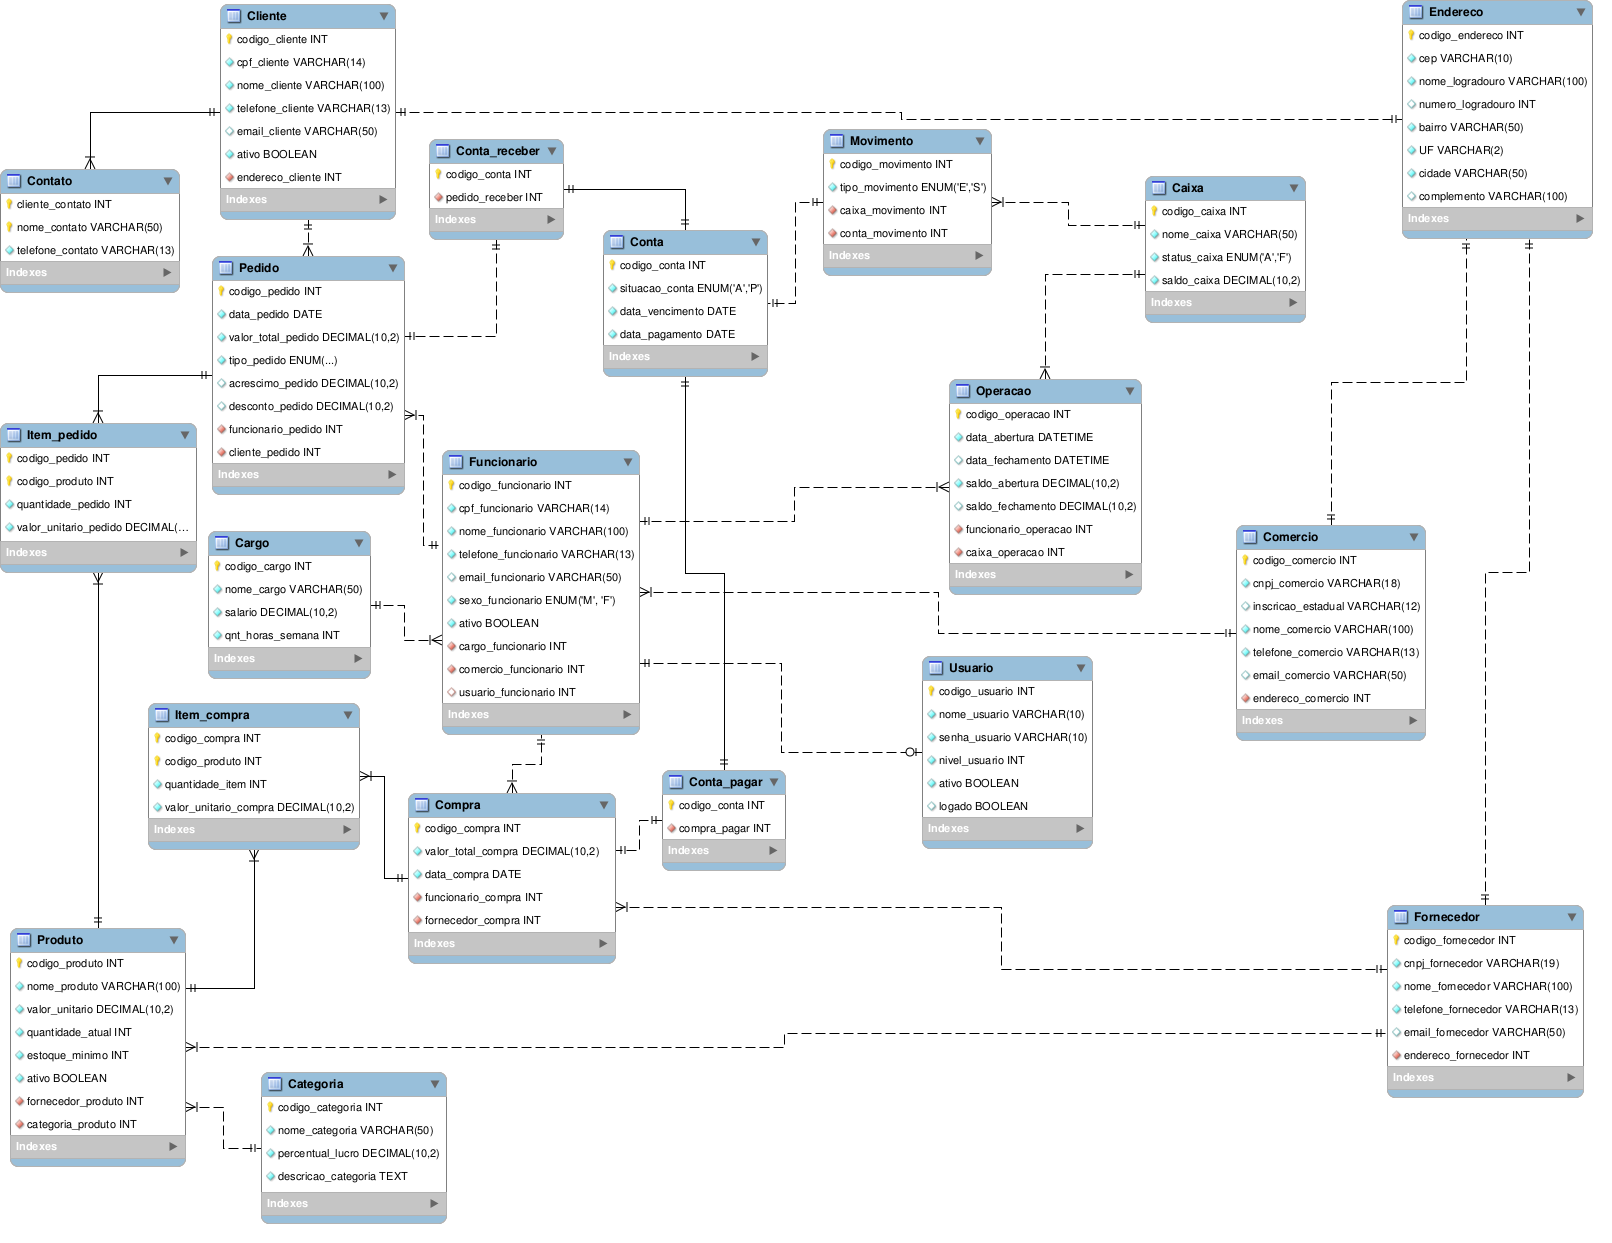 Cliente
codigo_cliente INT
cpf_cliente VARCHAR(14)
nome_cliente VARCHAR(100)
telefone_cliente VARCHAR(13)
email_cliente VARCHAR(50)
ativo BOOLEAN
endereco_cliente INT
Indexes
Endereco
codigo_endereco INT
cep VARCHAR(10)
nome_logradouro VARCHAR(100)
numero_logradouro INT
bairro VARCHAR(50)
UF VARCHAR(2)
cidade VARCHAR(50)
complemento VARCHAR(100)
Indexes
Contato
cliente_contato INT
nome_contato VARCHAR(50)
telefone_contato VARCHAR(13)
Indexes
Conta_receber
codigo_conta INT
pedido_receber INT
Indexes
Movimento
codigo_movimento INT
tipo_movimento ENUM('E','S')
caixa_movimento INT
conta_movimento INT
Indexes
Caixa
codigo_caixa INT
nome_caixa VARCHAR(50)
status_caixa ENUM('A','F')
saldo_caixa DECIMAL(10,2)
Indexes
Conta
codigo_conta INT
situacao_conta ENUM('A','P')
data_vencimento DATE
data_pagamento DATE
Indexes
Pedido
codigo_pedido INT
data_pedido DATE
valor_total_pedido DECIMAL(10,2)
tipo_pedido ENUM(...)
acrescimo_pedido DECIMAL(10,2)
desconto_pedido DECIMAL(10,2)
funcionario_pedido INT
cliente_pedido INT
Indexes
Operacao
codigo_operacao INT
data_abertura DATETIME
data_fechamento DATETIME
saldo_abertura DECIMAL(10,2)
saldo_fechamento DECIMAL(10,2)
funcionario_operacao INT
caixa_operacao INT
Indexes
Item_pedido
codigo_pedido INT
codigo_produto INT
quantidade_pedido INT
valor_unitario_pedido DECIMAL(...
Indexes
Funcionario
codigo_funcionario INT
cpf_funcionario VARCHAR(14)
nome_funcionario VARCHAR(100)
telefone_funcionario VARCHAR(13)
email_funcionario VARCHAR(50)
sexo_funcionario ENUM('M', 'F')
ativo BOOLEAN
cargo_funcionario INT
comercio_funcionario INT
usuario_funcionario INT
Indexes
Cargo
codigo_cargo INT
nome_cargo VARCHAR(50)
salario DECIMAL(10,2)
qnt_horas_semana INT
Indexes
Comercio
codigo_comercio INT
cnpj_comercio VARCHAR(18)
inscricao_estadual VARCHAR(12)
nome_comercio VARCHAR(100)
telefone_comercio VARCHAR(13)
email_comercio VARCHAR(50)
endereco_comercio INT
Indexes
Usuario
codigo_usuario INT
nome_usuario VARCHAR(10)
senha_usuario VARCHAR(10)
nivel_usuario INT
ativo BOOLEAN
logado BOOLEAN
Indexes
Item_compra
codigo_compra INT
codigo_produto INT
quantidade_item INT
valor_unitario_compra DECIMAL(10,2)
Indexes
Conta_pagar
codigo_conta INT
compra_pagar INT
Indexes
Compra
codigo_compra INT
valor_total_compra DECIMAL(10,2)
data_compra DATE
funcionario_compra INT
fornecedor_compra INT
Indexes
Fornecedor
codigo_fornecedor INT
cnpj_fornecedor VARCHAR(19)
nome_fornecedor VARCHAR(100)
telefone_fornecedor VARCHAR(13)
email_fornecedor VARCHAR(50)
endereco_fornecedor INT
Indexes
Produto
codigo_produto INT
nome_produto VARCHAR(100)
valor_unitario DECIMAL(10,2)
quantidade_atual INT
estoque_minimo INT
ativo BOOLEAN
fornecedor_produto INT
categoria_produto INT
Indexes
Categoria
codigo_categoria INT
nome_categoria VARCHAR(50)
percentual_lucro DECIMAL(10,2)
descricao_categoria TEXT
Indexes